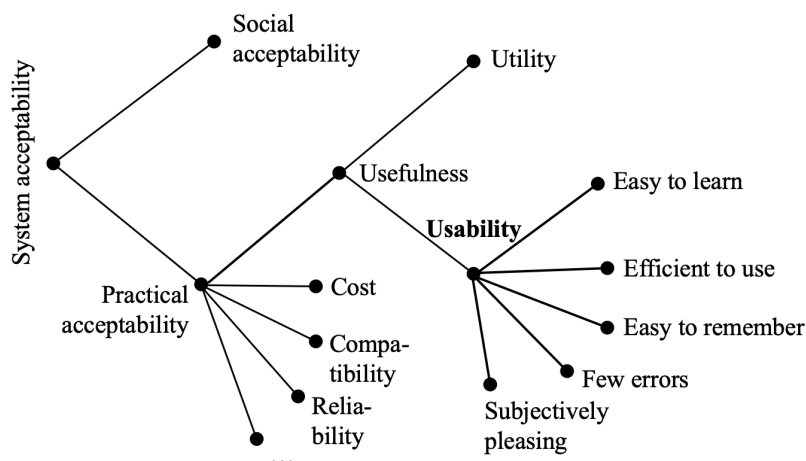 Social
acceptability
Utility
System acceptability
Usefulness
Easy to learn
Usability
Efficient to use
Practical
acceptability
Cost
Easy to remember
Compa-
tibility
Few errors
Relia-
bility
Subjectively
pleasing